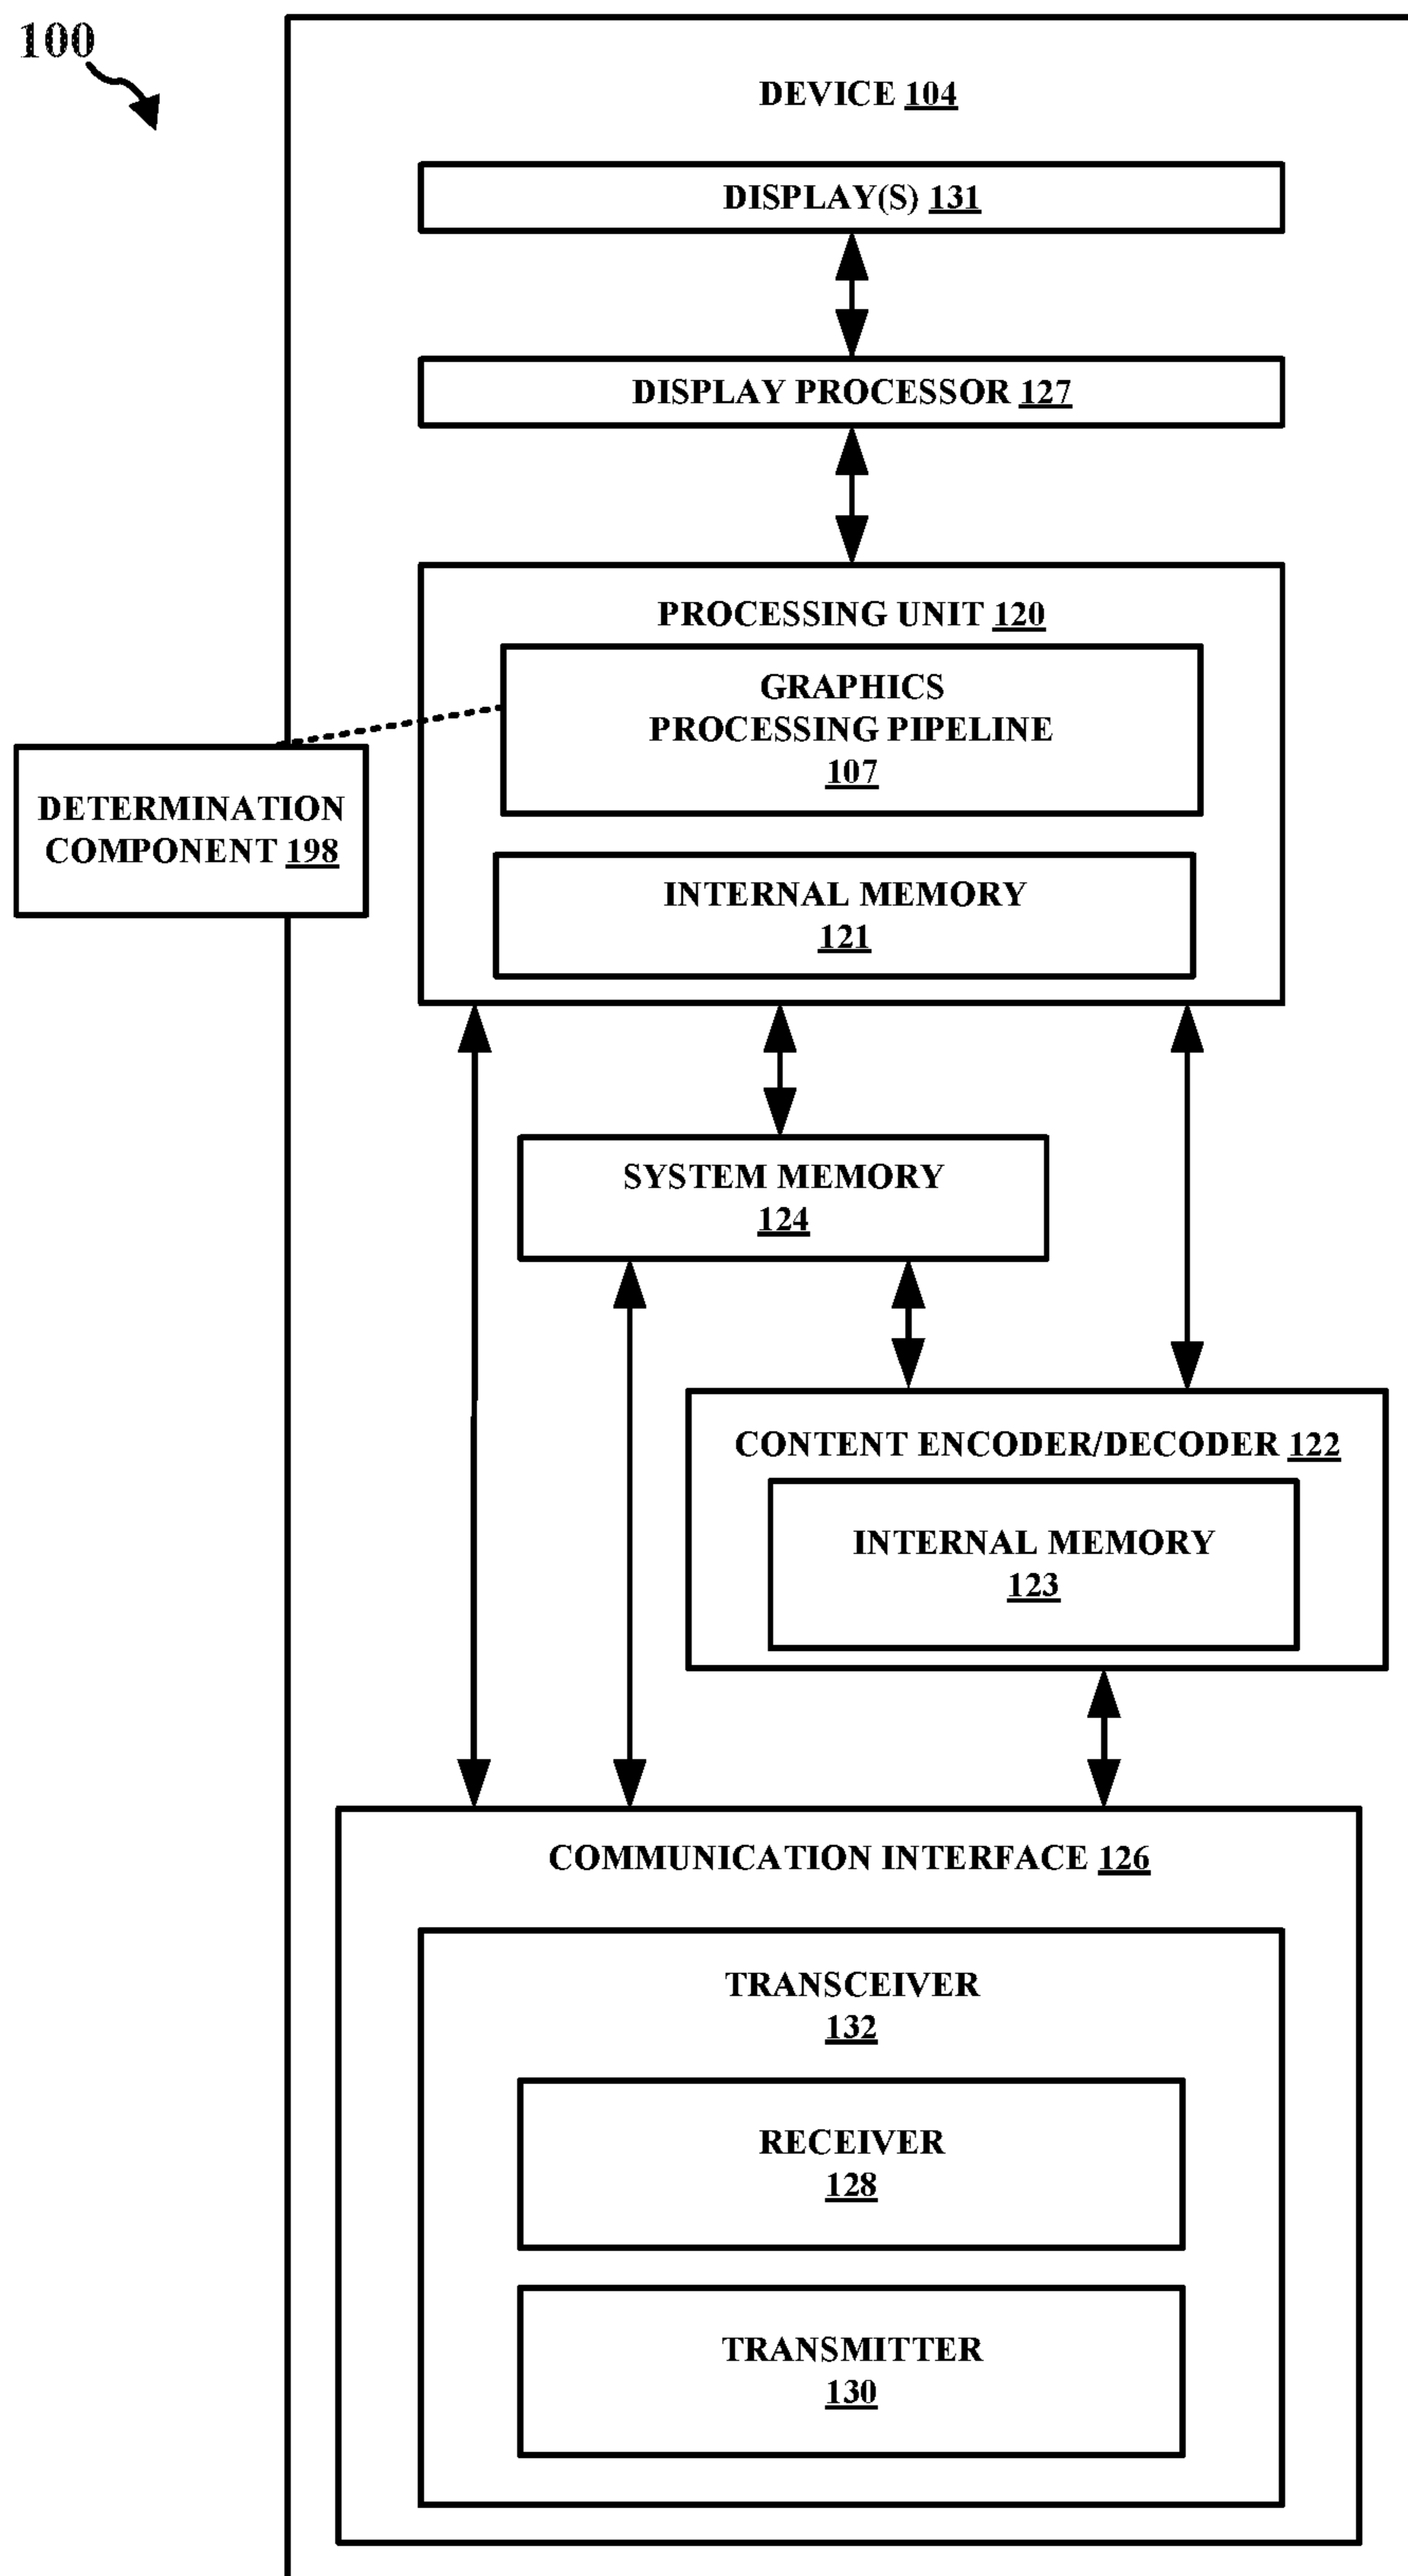 100
DEVICE 104
DISPLAY(S) 131
DISPLAY PROCESSOR 127
PROCESSING UNIT 120
GRAPHICS
PROCESSING PIPELINE
107
DETERMINATION
COMPONENT 198
INTERNAL MEMORY
121
SYSTEM MEMORY
124
CONTENT ENCODER/DECODER 122
INTERNAL MEMORY
123
COMMUNICATION INTERFACE 126
TRANSCEIVER
132
RECEIVER
128
TRANSMITTER
130